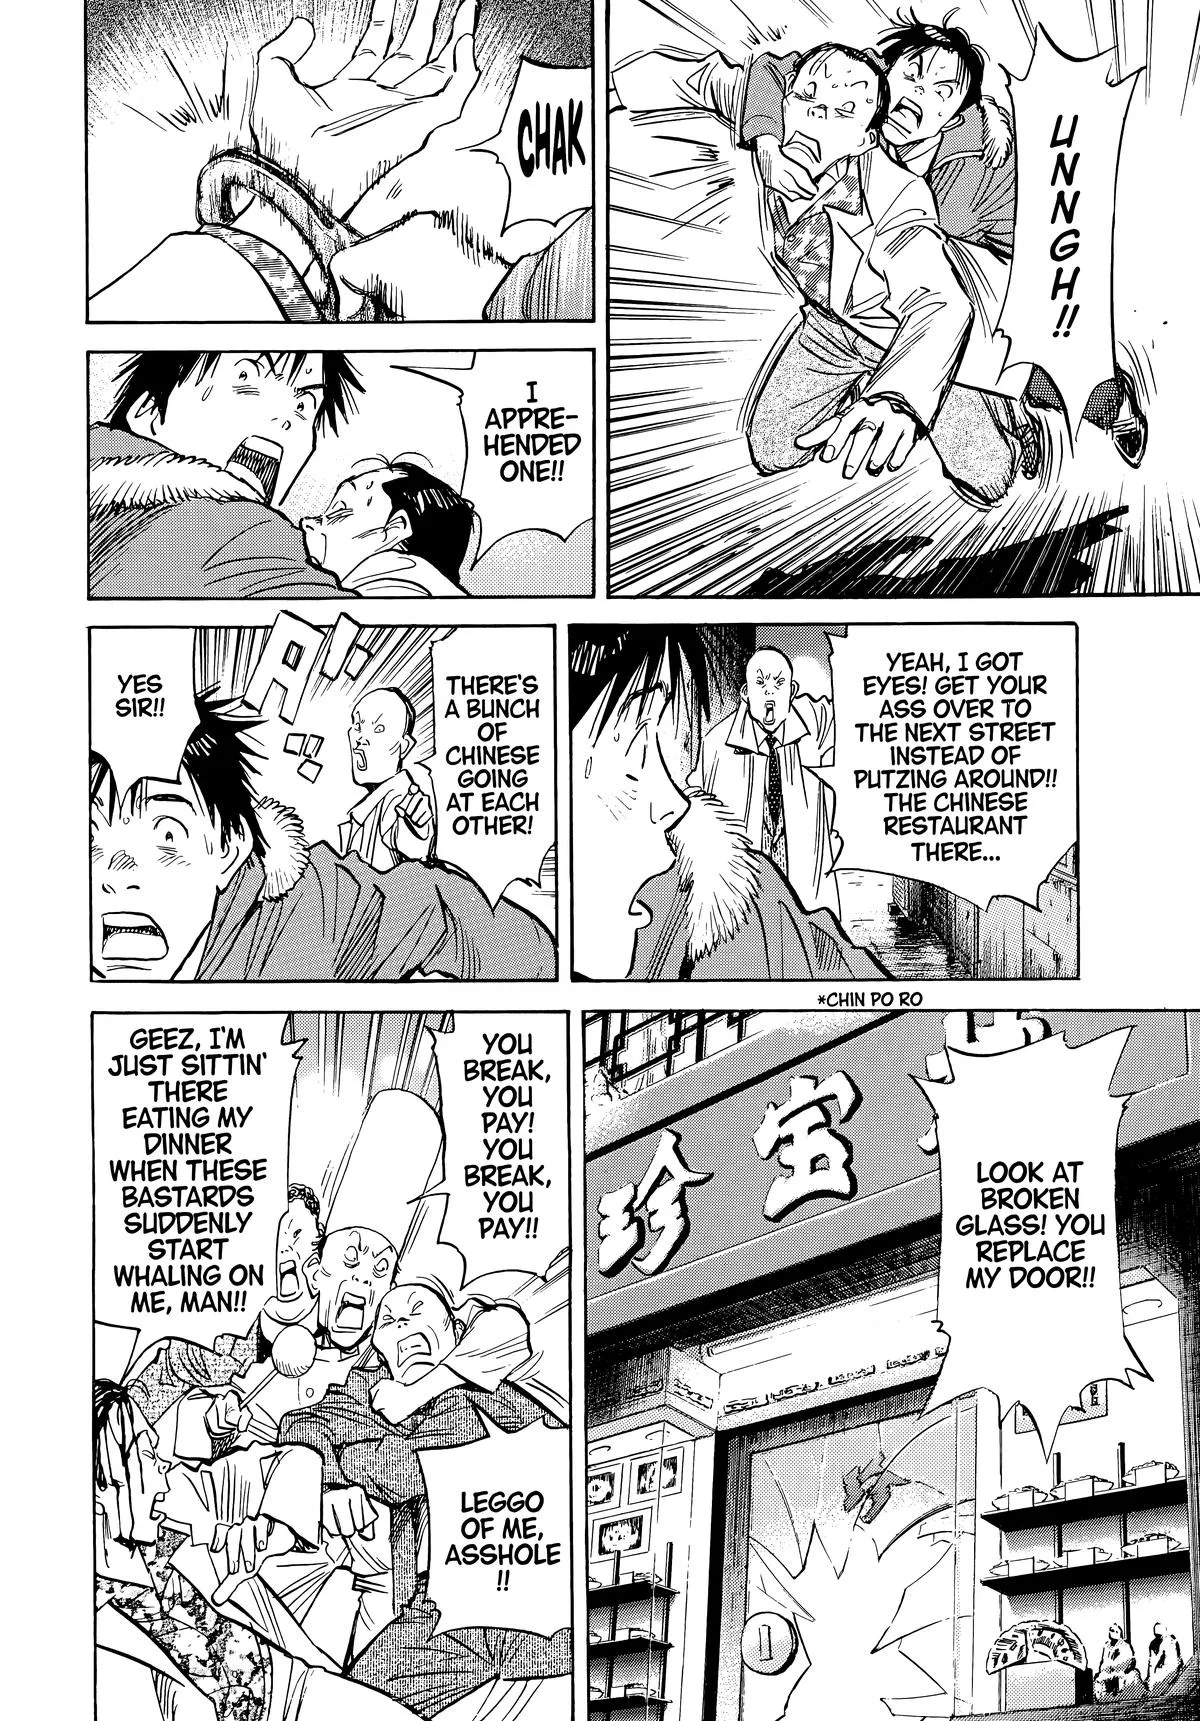 UNNGH!!
CHAK
I
APPRE-
HENDED
ONE!!
YEAH, I GOT
EYES! GET YOUR
ASS OVER TO
THE NEXT STREET
INSTEAD OF
PUTZING AROUND!!
THE CHINESE
RESTAURANT
THERE...
THERE'S
A BUNCH
OF
CHINESE
GOING
AT EACH
OTHER!
YES
SIR!!
*CHIN PO RO
珍宝
LOOK AT
BROKEN
GLASS! YOU
REPLACE
MY DOOR!!
YOU
BREAK,
YOU
PAY!
YOU
BREAK,
YOU
PAY!!
GEEZ, I'M
JUST SITTIN'
THERE
EATING MY
DINNER
WHEN THESE
BASTARDS
SUDDENLY
START
WHALING ON
ME, MAN!!
LEGGO
OF ME,
ASSHOLE
!!